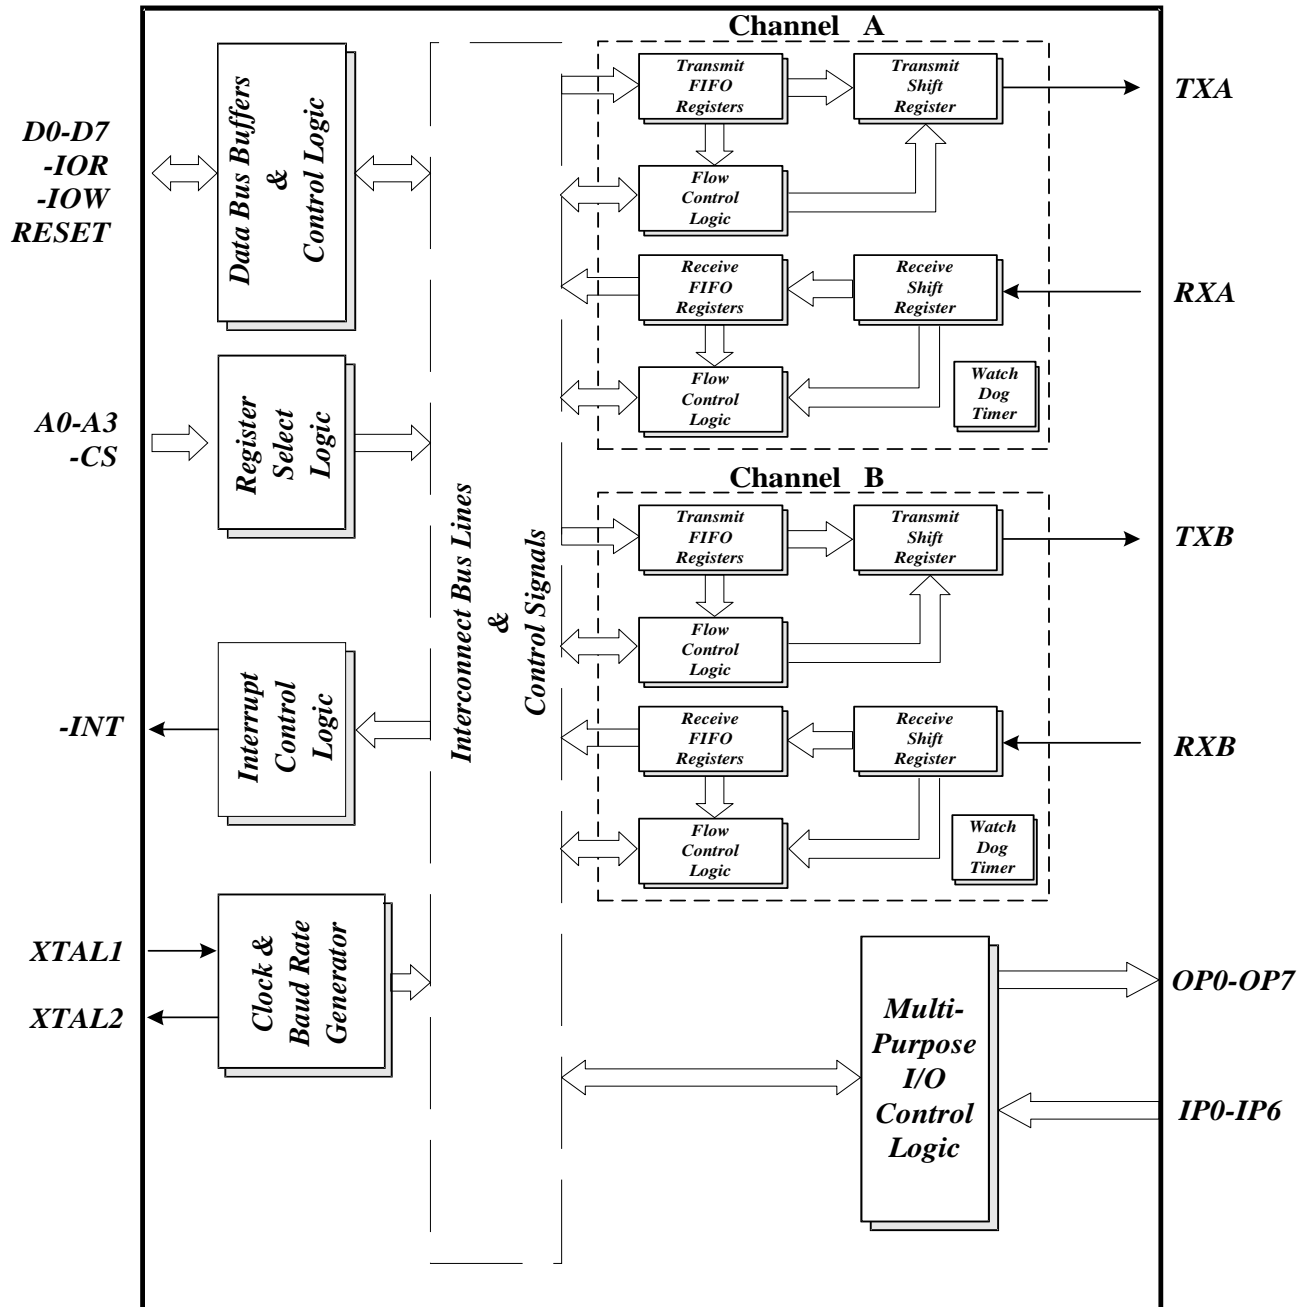 D0-D7
-IOR
-IOW
RESET
A0-A3
-CS
-INT
XTAL1
XTAL2
Data Bus Buffers
&
Control Logic
Register
Select
Logic
Interrupt
Control
Logic
Clock &
Baud Rate
Generator
Interconnect Bus Lines
&
Control Signals
Channel A
Transmit
FIFO
Registers
Transmit
Shift
Register
Flow
Control
Logic
Receive
FIFO
Registers
Receive
Shift
Register
Flow
Control
Logic
Watch
Dog
Timer
Channel B
Transmit
FIFO
Registers
Transmit
Shift
Register
Flow
Control
Logic
Receive
FIFO
Registers
Receive
Shift
Register
Flow
Control
Logic
Watch
Dog
Timer
Multi-
Purpose
I/O
Control
Logic
TXA
RXA
TXB
RXB
OP0-OP7
IP0-IP6